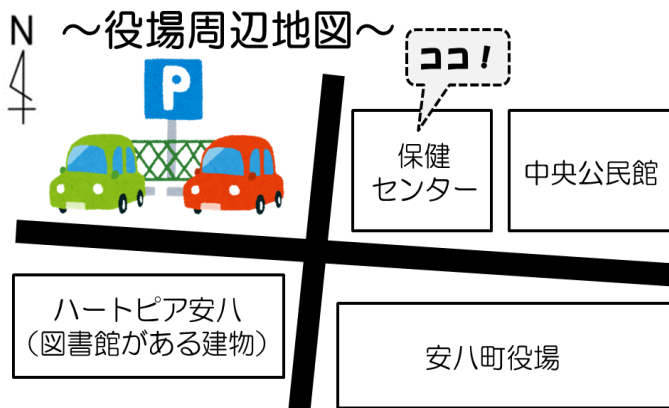 N
～役場周辺地図～
ココ！
P
保健
センター
中央公民館
ハートピア安八
（図書館がある建物）
安八町役場